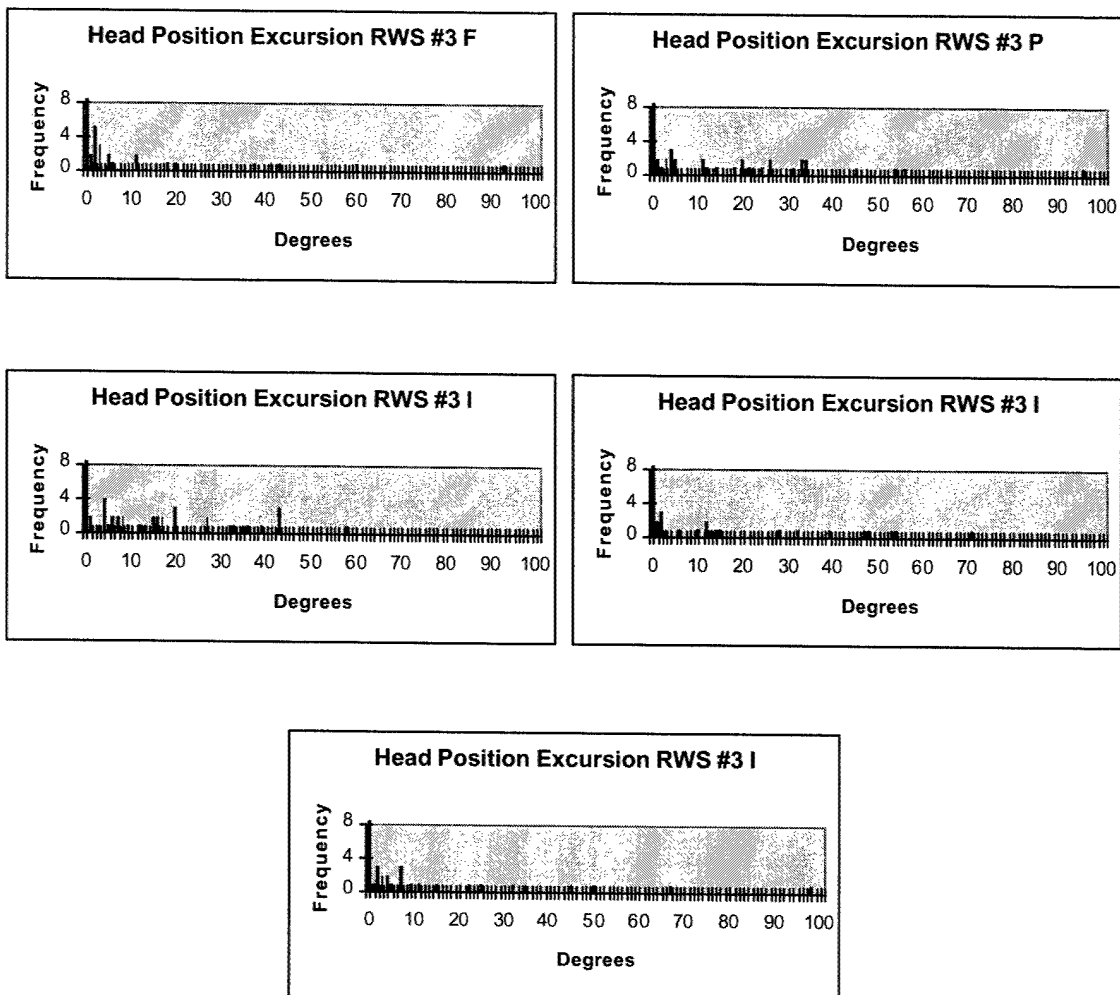 Head Position Excursion RWS #3 F
Frequency
8
4
0
0 10 20 30 40 50 60 70 80 90 100
Degrees
Head Position Excursion RWS #3 P
Frequency
8
4
0
0 10 20 30 40 50 60 70 80 90 100
Degrees
Head Position Excursion RWS #3 I
Frequency
8
4
0
0 10 20 30 40 50 60 70 80 90 100
Degrees
Head Position Excursion RWS #3 I
Frequency
8
4
0
0 10 20 30 40 50 60 70 80 90 100
Degrees
Head Position Excursion RWS #3 I
Frequency
8
4
0
0 10 20 30 40 50 60 70 80 90 100
Degrees